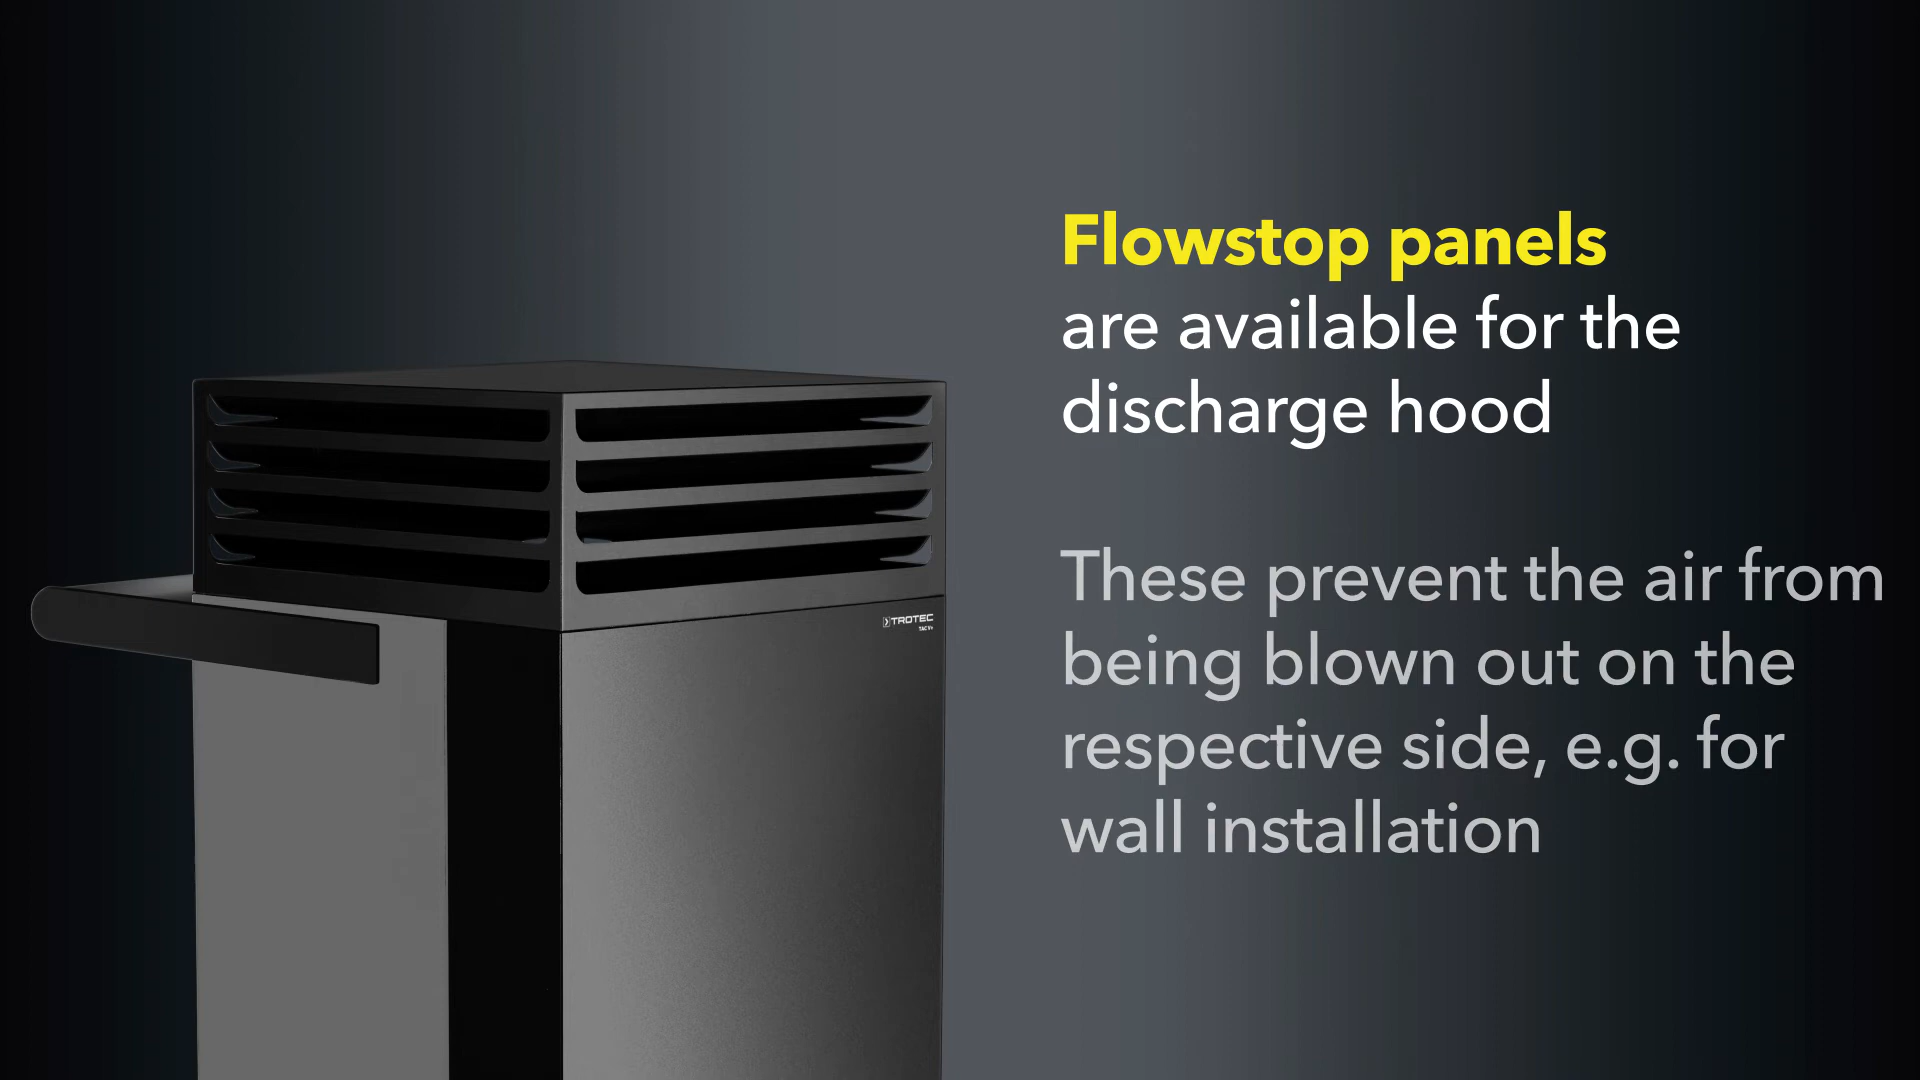 Flowstop panels
are available for the
discharge hood
These prevent the air from
being blown out on the
respective side, e.g. for
wall installation
TROTEC
TAC V+